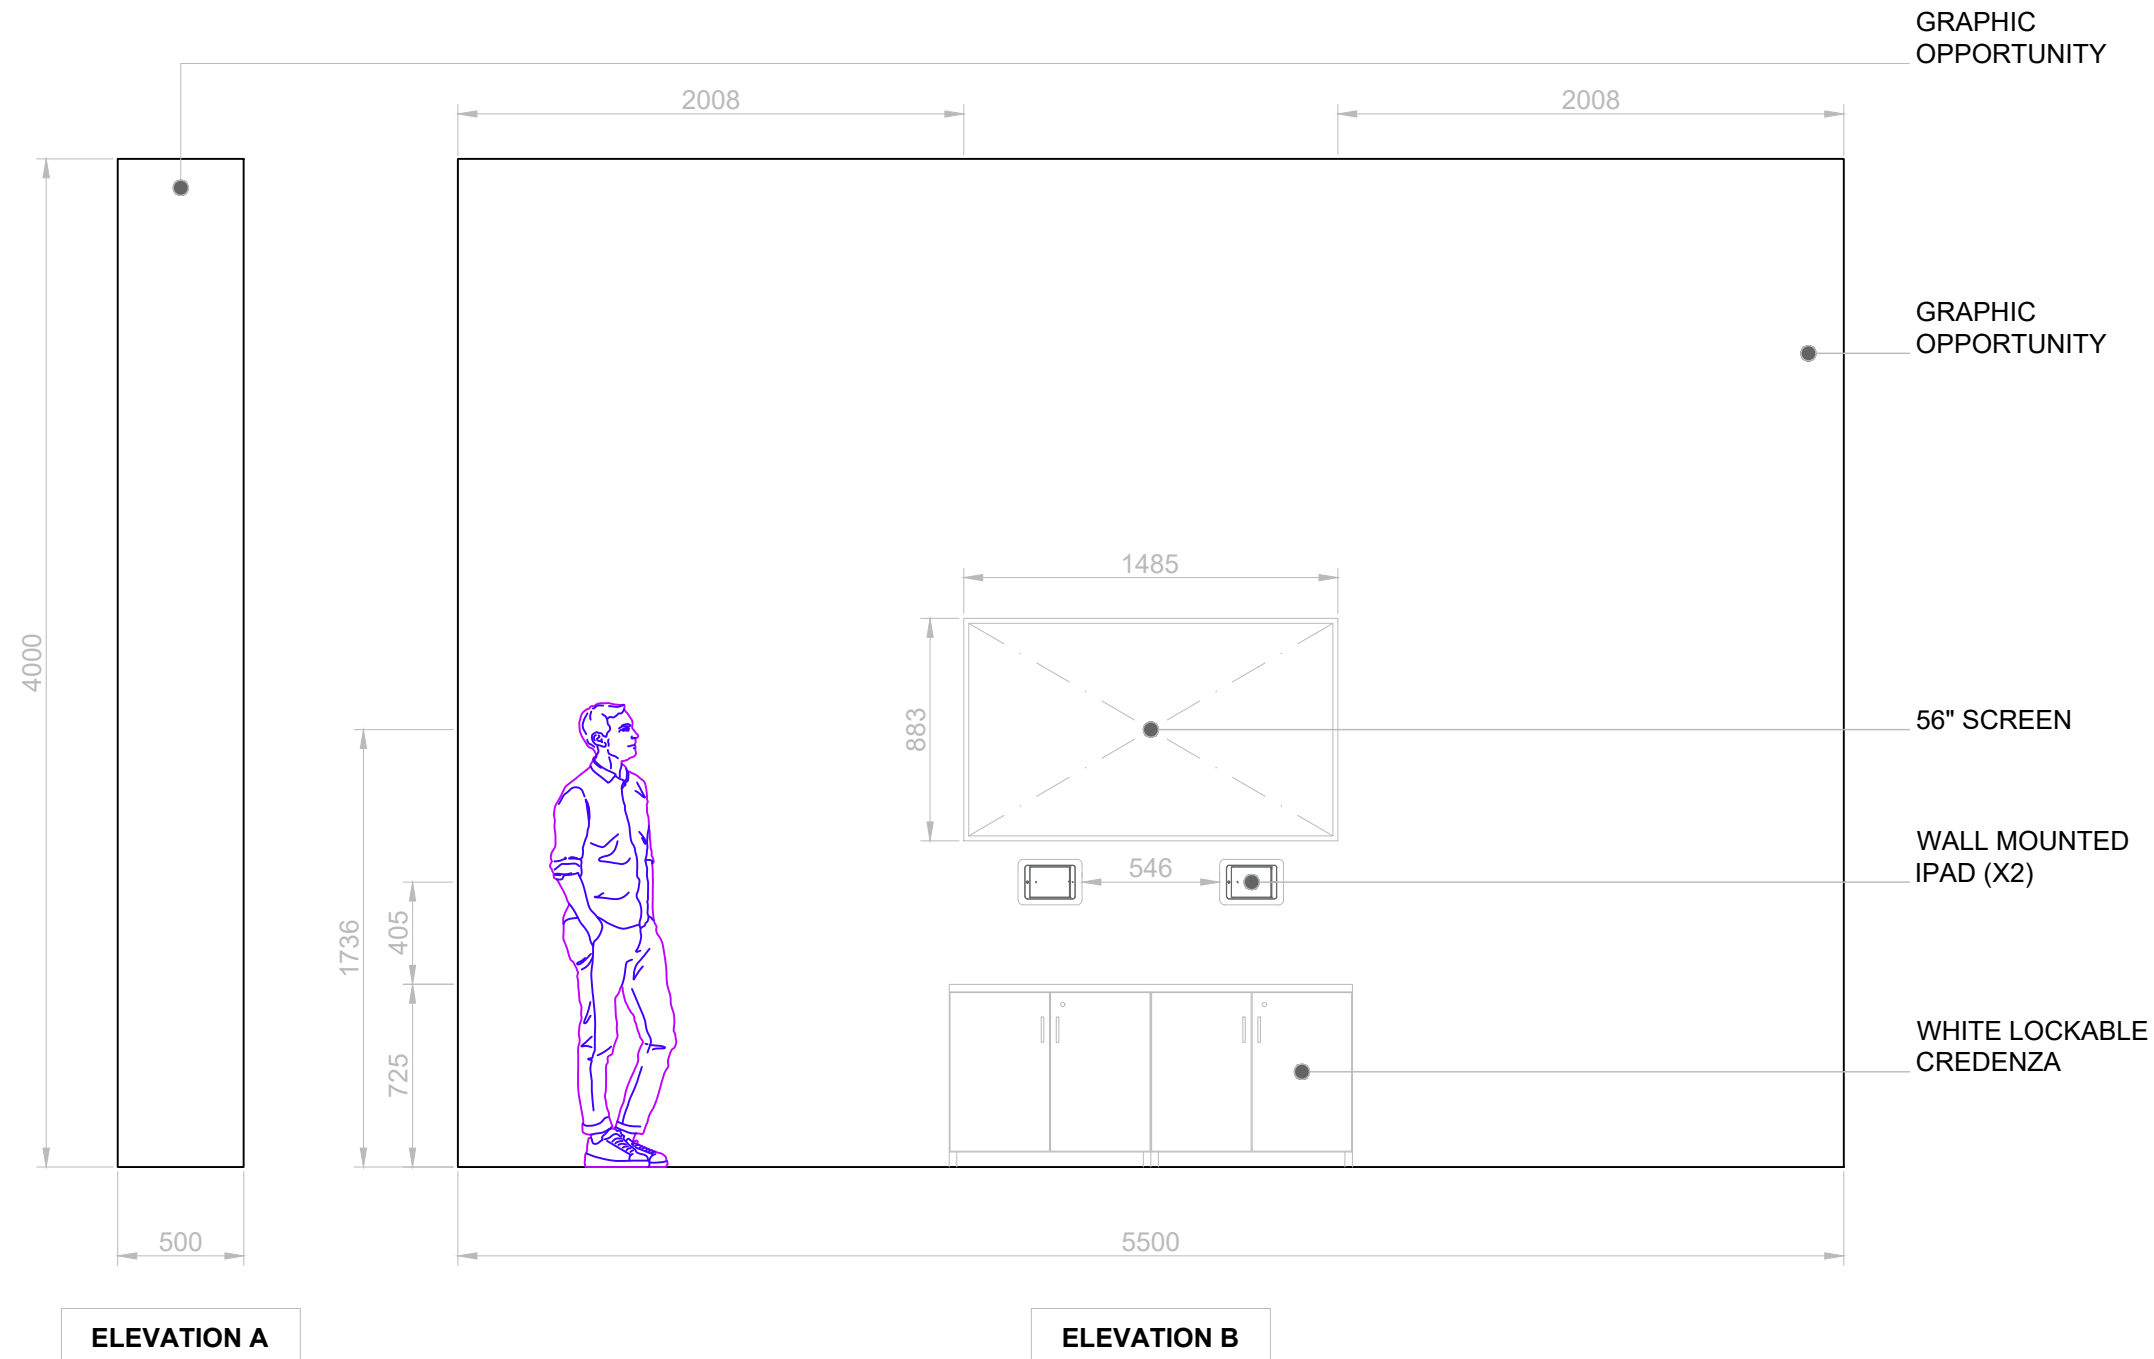 GRAPHIC
OPPORTUNITY
2008
2008
GRAPHIC
OPPORTUNITY
1485
4000
883
56" SCREEN
WALL MOUNTED
IPAD (X2)
546
405
1736
WHITE LOCKABLE
CREDENZA
725
500
5500
ELEVATION A
ELEVATION B